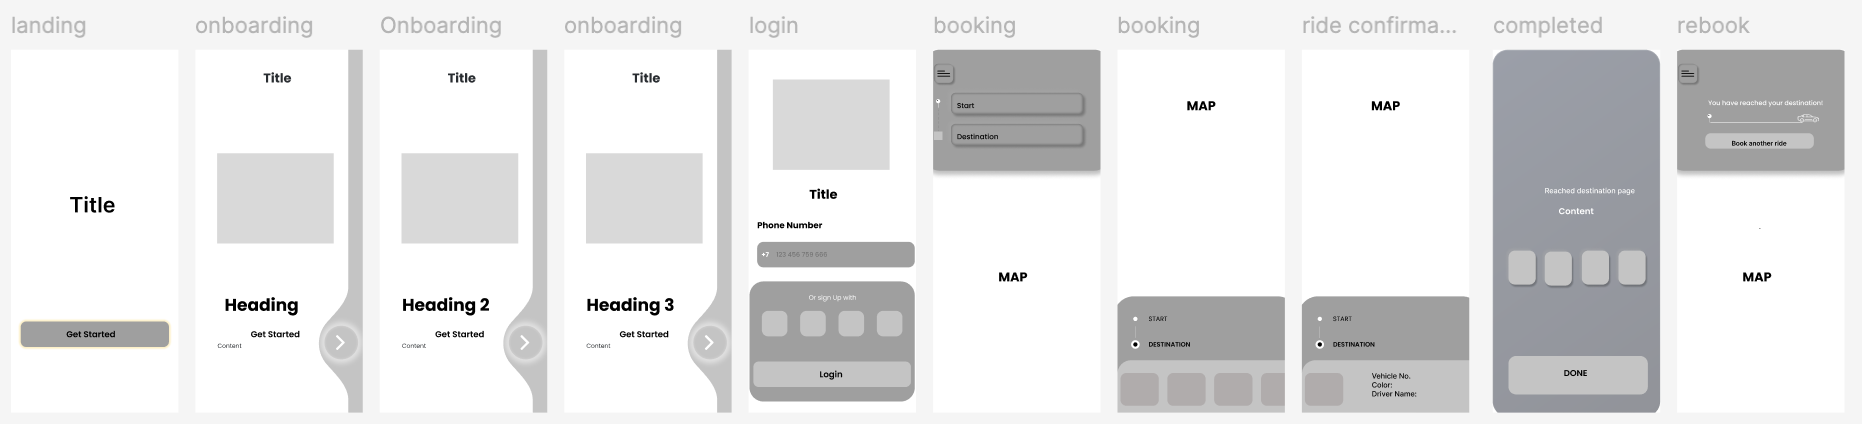 landing
onboarding
Onboarding
onboarding
login
booking
booking
ride confirma...
completed
rebook
Title
Get Started
Title
Heading
Get Started
Content
Title
Heading 2
Get Started
Content
Title
Heading 3
Get Started
Content
Title
Phone Number
+7 123 456 759 666
Or sign Up with
Login
Start
Destination
MAP
MAP
START
DESTINATION
MAP
START
DESTINATION
Vehicle No.
Color:
Driver Name:
Reached destination page
Content
DONE
You have reached your destination!
Book another ride
MAP